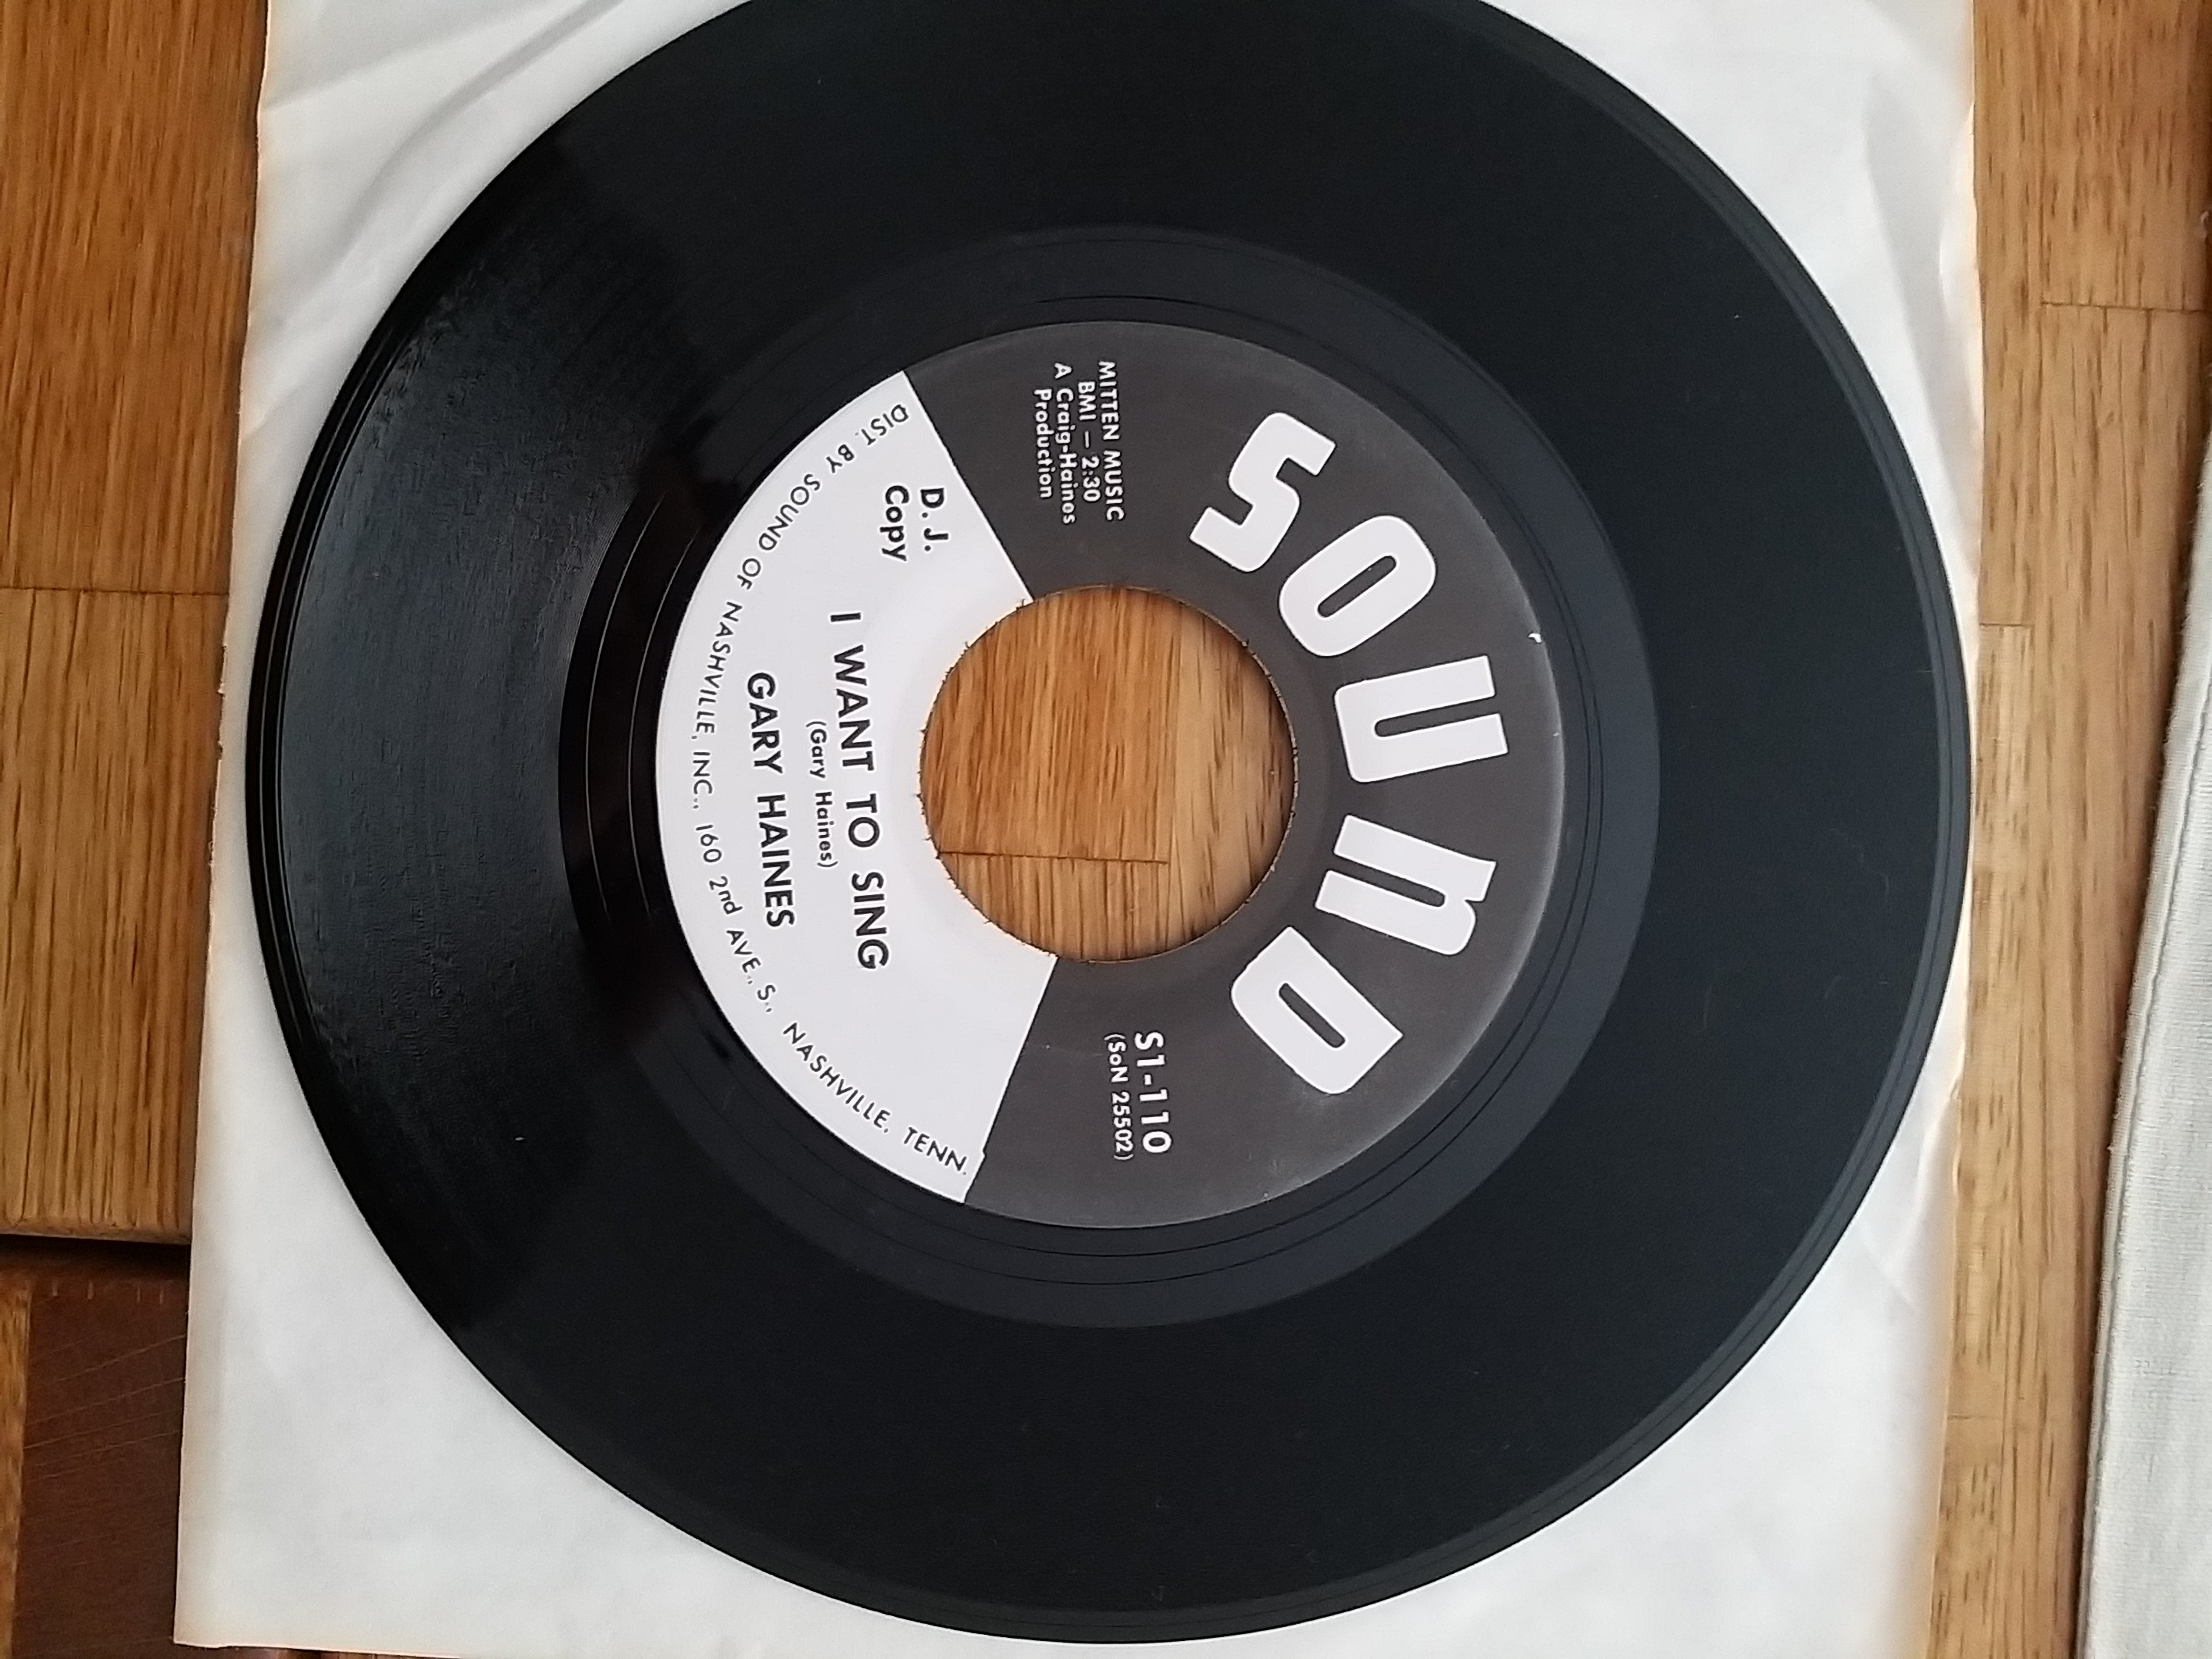 SOUND
MITTEN MUSIC
BMI — 2:30
A Craig-Haines
Production
S1-110
(SoN 25502)
D. J.
Copy
I WANT TO SING
(Gary Haines)
GARY HAINES
DIST. BY SOUND OF NASHVILLE, INC., 160 2nd AVE., S., NASHVILLE, TENN.